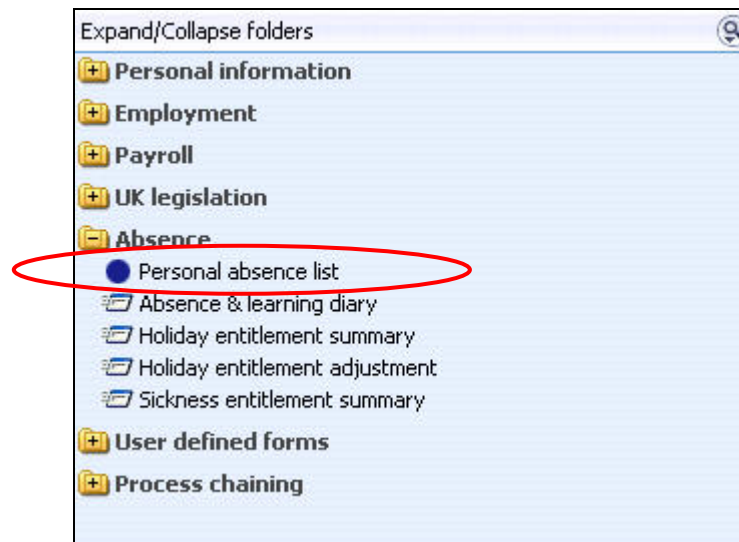 Expand/Collapse folders
Personal information
Employment
Payroll
UK legislation
Absence
Personal absence list
Absence & learning diary
Holiday entitlement summary
Holiday entitlement adjustment
Sickness entitlement summary
User defined forms
Process chaining